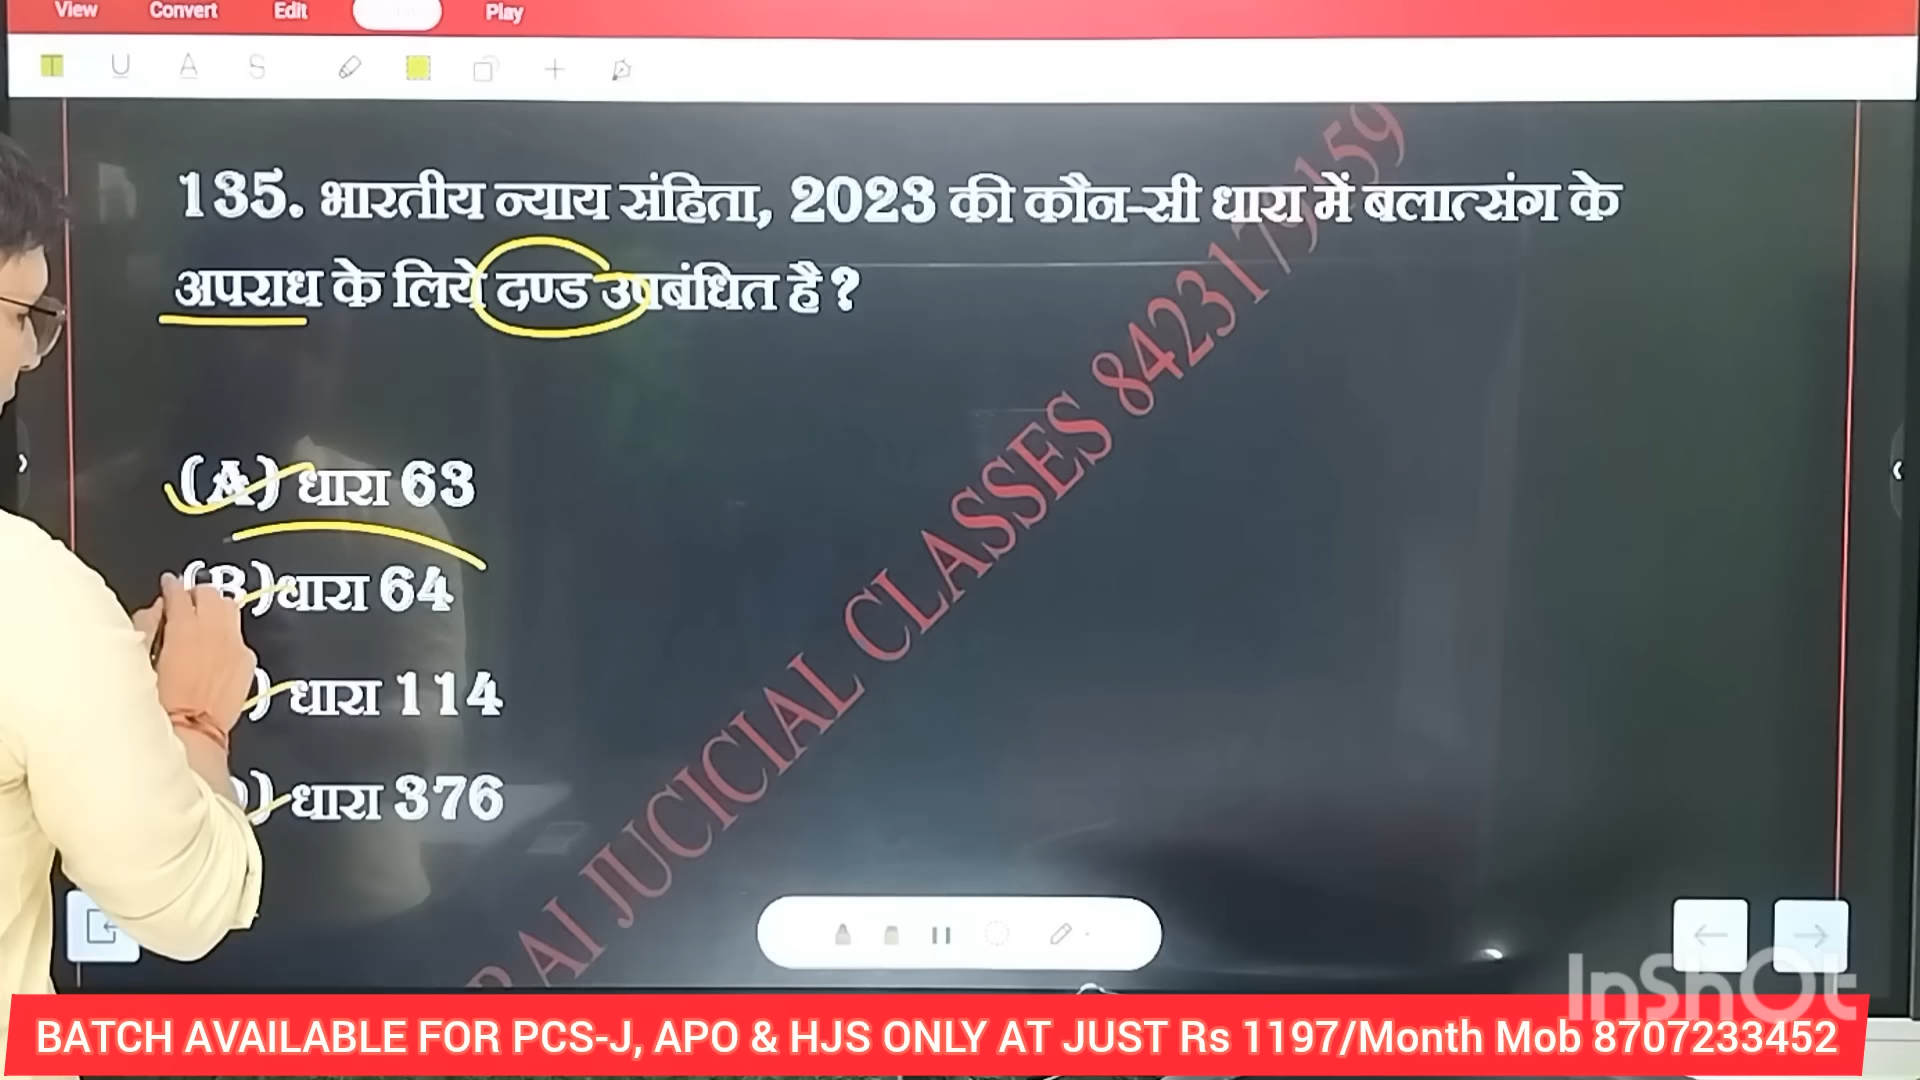 View Convert Edit Play
T U A S
135. भारतीय न्याय संहिता, 2023 की कौन-सी धारा में बलात्संग के
अपराध के लिये दण्ड उपबंधित है ?
(A) धारा 63
(B) धारा 64
) धारा 114
) धारा 376
RAI JUCICIAL CLASSES 8423179159
InShOt
BATCH AVAILABLE FOR PCS-J, APO & HJS ONLY AT JUST Rs 1197/Month Mob 8707233452